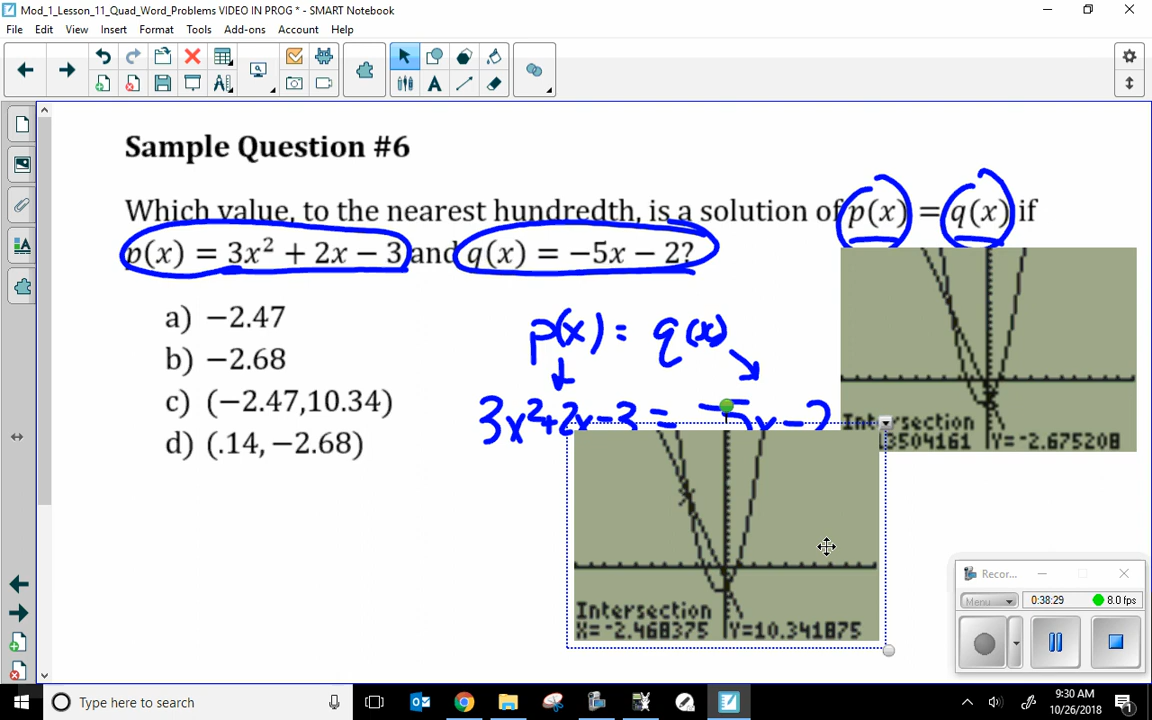 Mod_1_Lesson_11_Quad_Word_Problems VIDEO IN PROG * - SMART Notebook
File Edit View Insert Format Tools Add-ons Account Help
Sample Question #6
Which value, to the nearest hundredth, is a solution of p(x) = q(x) if
p(x) = 3x² + 2x − 3 and q(x) = −5x − 2?
a) −2.47
b) −2.68
c) (−2.47,10.34)
d) (.14, −2.68)
p(x) = q(x)
3x²+2x−3 = −5x−2
Intersection
Y=-2.675208
Intersection
X=-2.468375 Y=10.341875
Recor...
Menu 0:38:29 8.0 fps
Type here to search
9:30 AM
10/26/2018
1